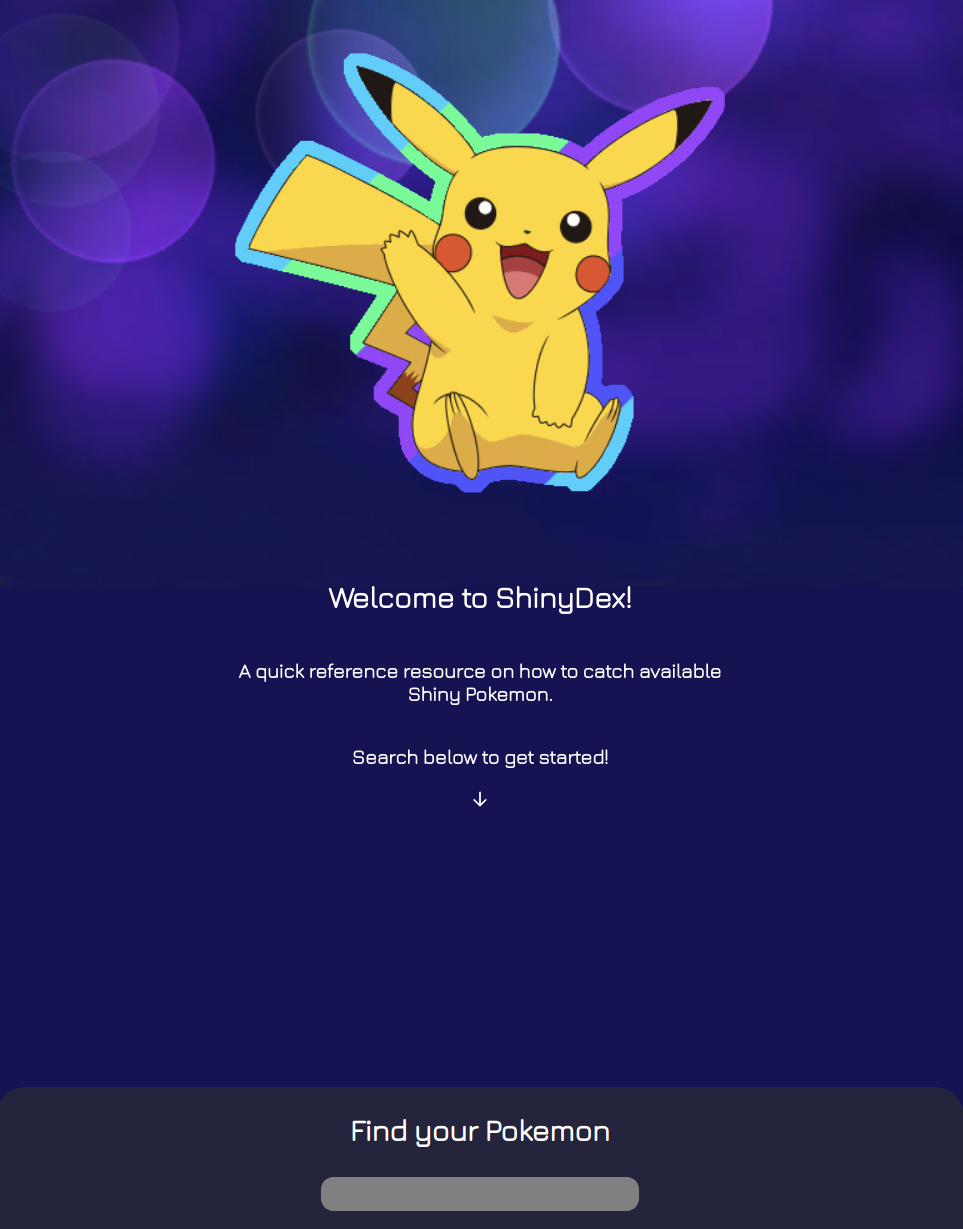 Welcome to ShinyDex!
A quick reference resource on how to catch available
Shiny Pokemon.
Search below to get started!
↓
Find your Pokemon